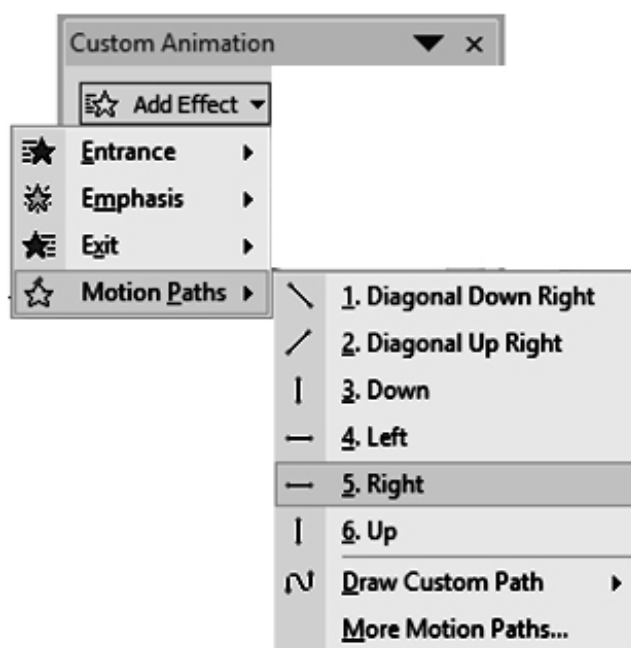 Custom Animation
Add Effect
Entrance
Emphasis
Exit
Motion Paths
1. Diagonal Down Right
2. Diagonal Up Right
3. Down
4. Left
5. Right
6. Up
Draw Custom Path
More Motion Paths...